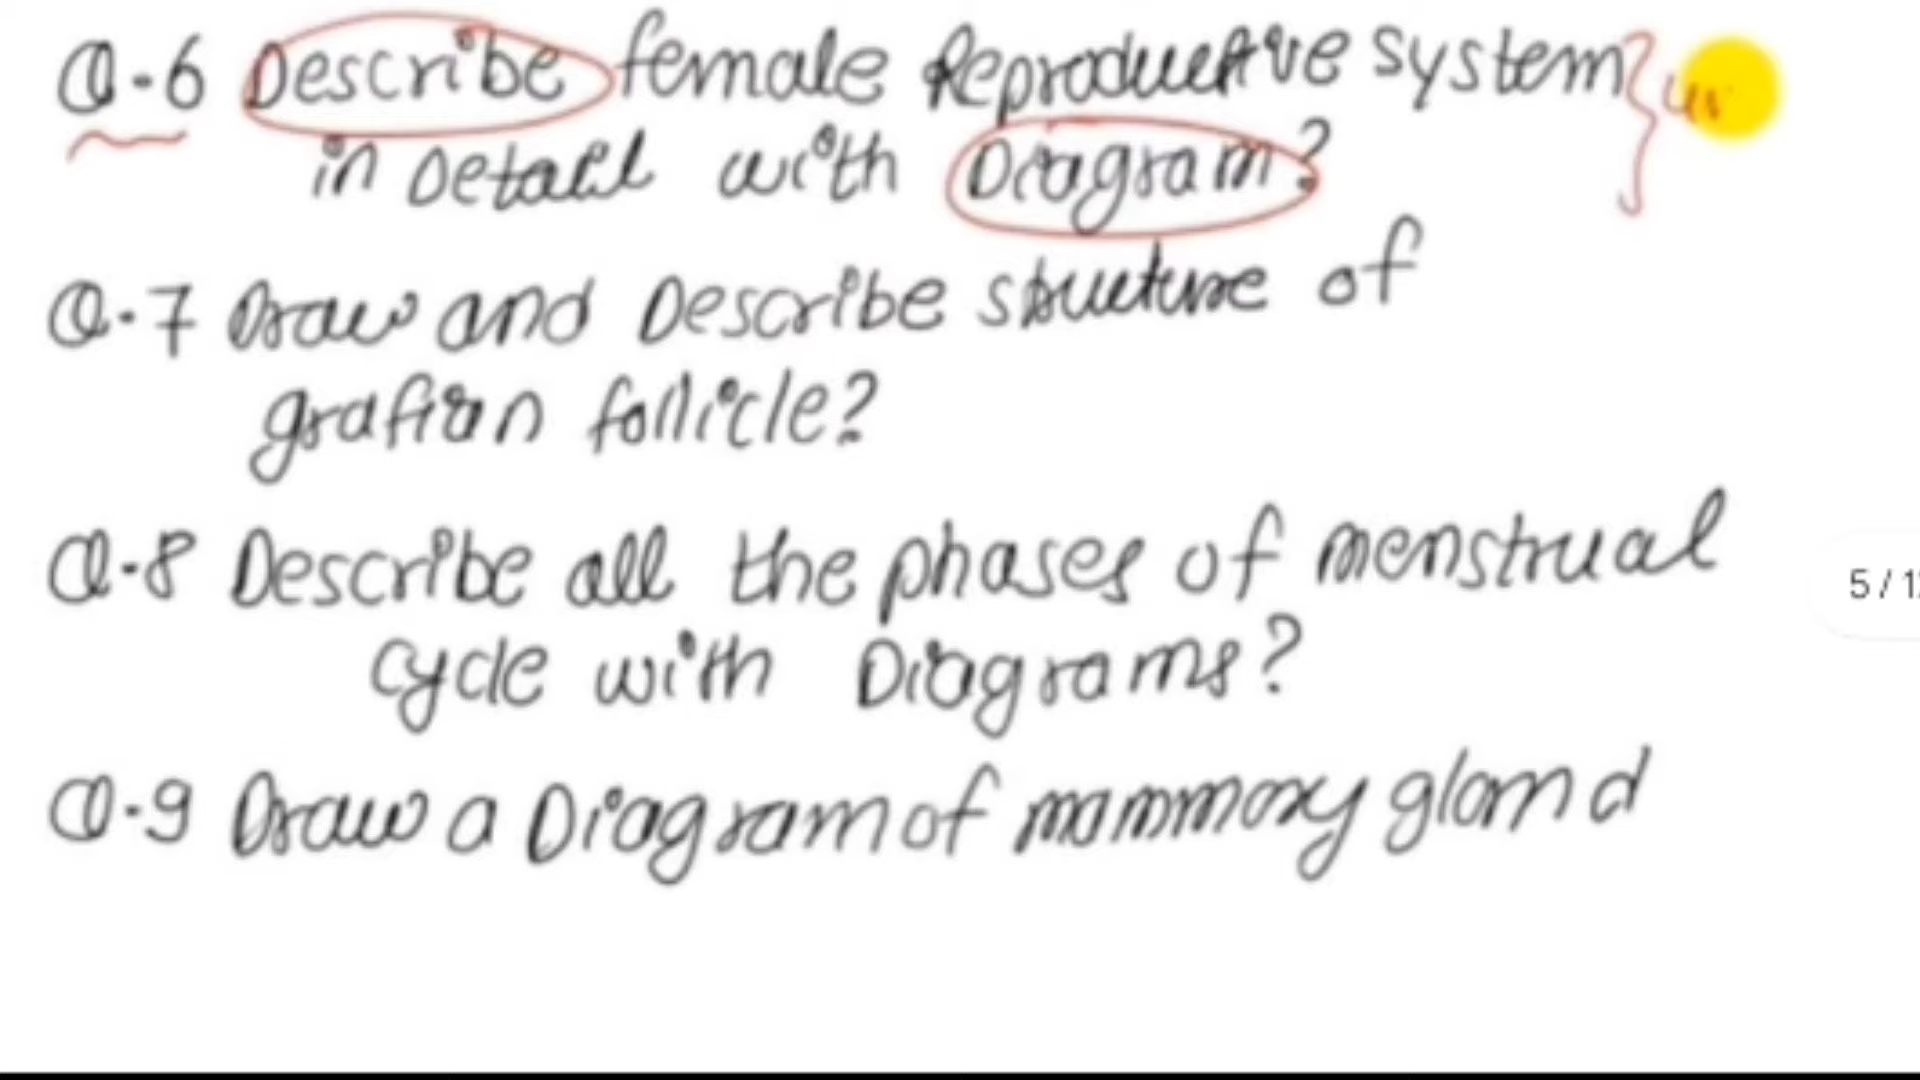 Q-6 Describe female Reproductive system
in Detail with Diagram?
Q-7 Draw and Describe structure of
grafian follicle?
Q-8 Describe all the phases of menstrual
cycle with Diagrams?
5 / 1
Q-9 Draw a Diagram of mammary gland